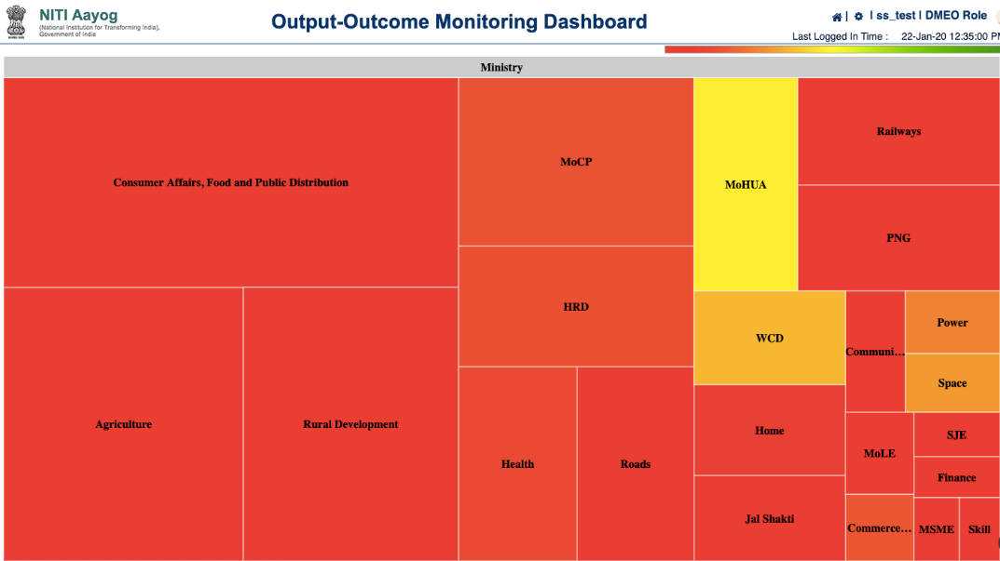 NITI Aayog
(National Institution for Transforming India),
Government of India
Output-Outcome Monitoring Dashboard
| | ss_test | DMEO Role
Last Logged In Time : 22-Jan-20 12:35:00 PM
Ministry
Consumer Affairs, Food and Public Distribution
MoCP
MoHUA
Railways
PNG
HRD
WCD
Communi...
Power
Space
Agriculture
Rural Development
Health
Roads
Home
MoLE
SJE
Finance
Jal Shakti
Commerce...
MSME
Skill